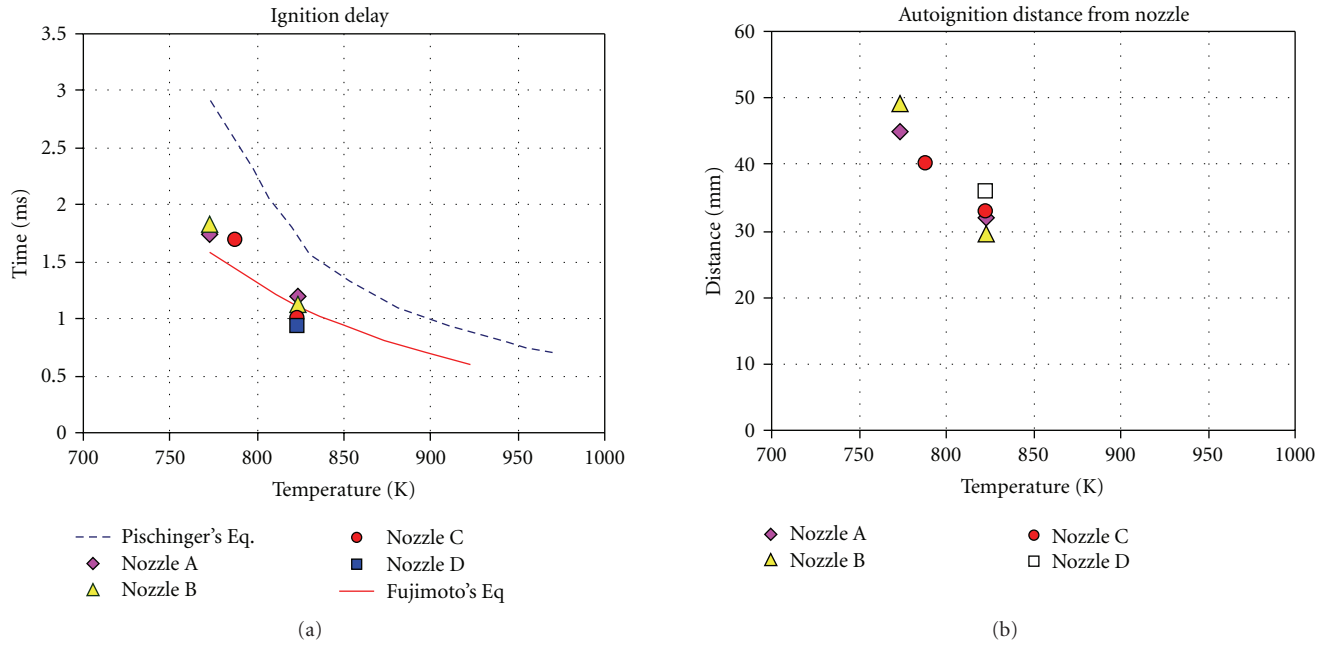 Ignition delay
3.5
3
2.5
2
1.5
1
0.5
0
Time (ms)
700 750 800 850 900 950 1000
Temperature (K)
Pischinger's Eq.
Nozzle A
Nozzle B
Nozzle C
Nozzle D
Fujimoto's Eq
(a)
Autoignition distance from nozzle
60
50
40
30
20
10
0
Distance (mm)
700 750 800 850 900 950 1000
Temperature (K)
Nozzle A
Nozzle B
Nozzle C
Nozzle D
(b)